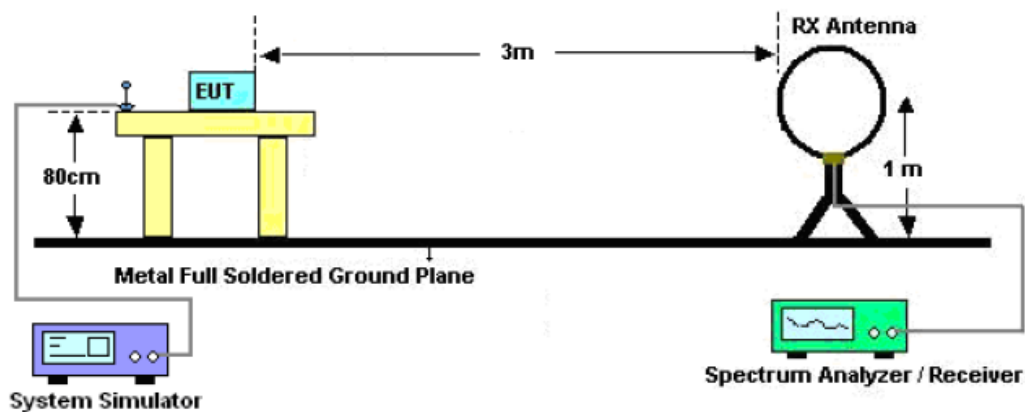 RX Antenna
3m
EUT
80cm
1 m
Metal Full Soldered Ground Plane
System Simulator
Spectrum Analyzer / Receiver